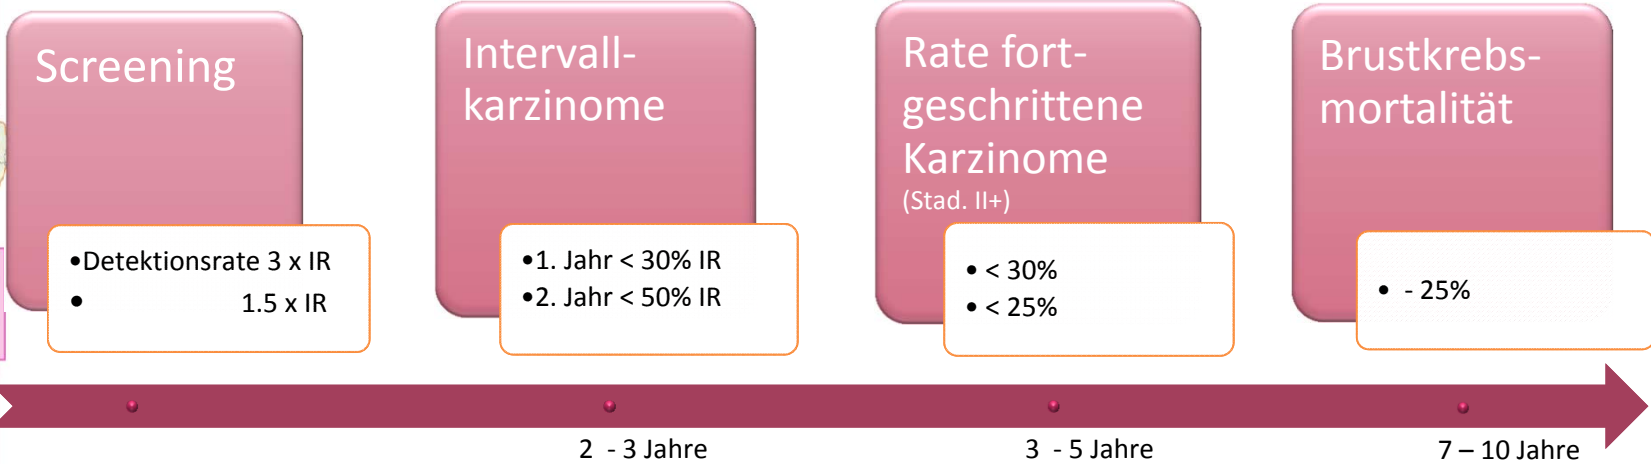 Screening
•Detektionsrate 3 x IR
• 1.5 x IR
Intervall-
karzinome
•1. Jahr < 30% IR
•2. Jahr < 50% IR
Rate fort-
geschrittene
Karzinome
(Stad. II+)
• < 30%
• < 25%
Brustkrebs-
mortalität
• - 25%
2 - 3 Jahre
3 - 5 Jahre
7 – 10 Jahre